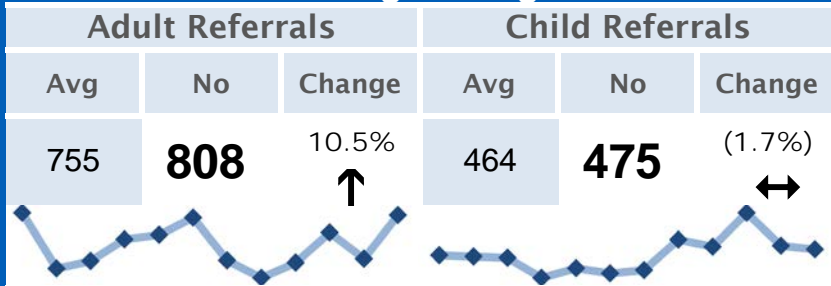 Adult Referrals Child Referrals
Avg No Change Avg No Change
755 808 10.5% 464 475 (1.7%)